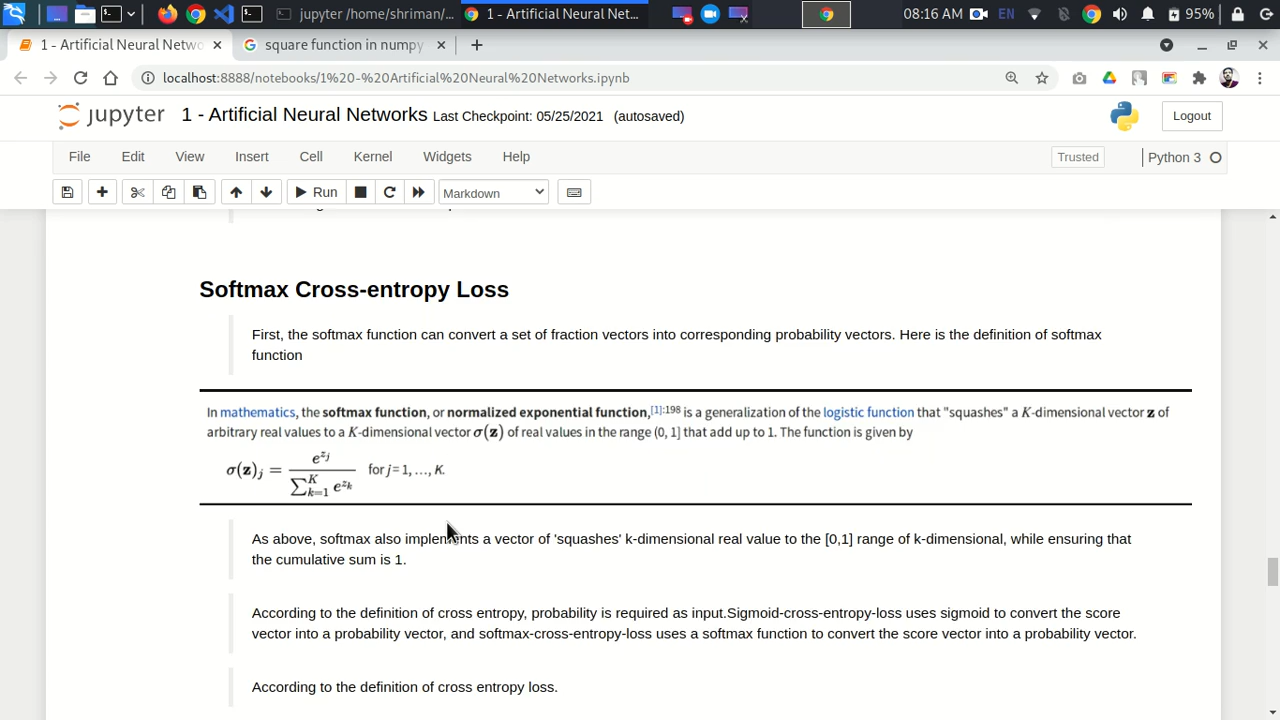 jupyter /home/shriman/...
1 - Artificial Neural Net...
08:16 AM
EN
95%
1 - Artificial Neural Netwo
square function in numpy
localhost:8888/notebooks/1%20-%20Artificial%20Neural%20Networks.ipynb
jupyter
1 - Artificial Neural Networks Last Checkpoint: 05/25/2021 (autosaved)
Logout
File Edit View Insert Cell Kernel Widgets Help
Trusted
Python 3
Run
Markdown
Softmax Cross-entropy Loss
First, the softmax function can convert a set of fraction vectors into corresponding probability vectors. Here is the definition of softmax
function
In mathematics, the softmax function, or normalized exponential function,[1]:198 is a generalization of the logistic function that "squashes" a K-dimensional vector z of
arbitrary real values to a K-dimensional vector σ(z) of real values in the range (0, 1] that add up to 1. The function is given by
σ(z)_j = e^{z_j} / ∑_{k=1}^{K} e^{z_k} for j = 1, …, K.
As above, softmax also implements a vector of 'squashes' k-dimensional real value to the [0,1] range of k-dimensional, while ensuring that
the cumulative sum is 1.
According to the definition of cross entropy, probability is required as input.Sigmoid-cross-entropy-loss uses sigmoid to convert the score
vector into a probability vector, and softmax-cross-entropy-loss uses a softmax function to convert the score vector into a probability vector.
According to the definition of cross entropy loss.